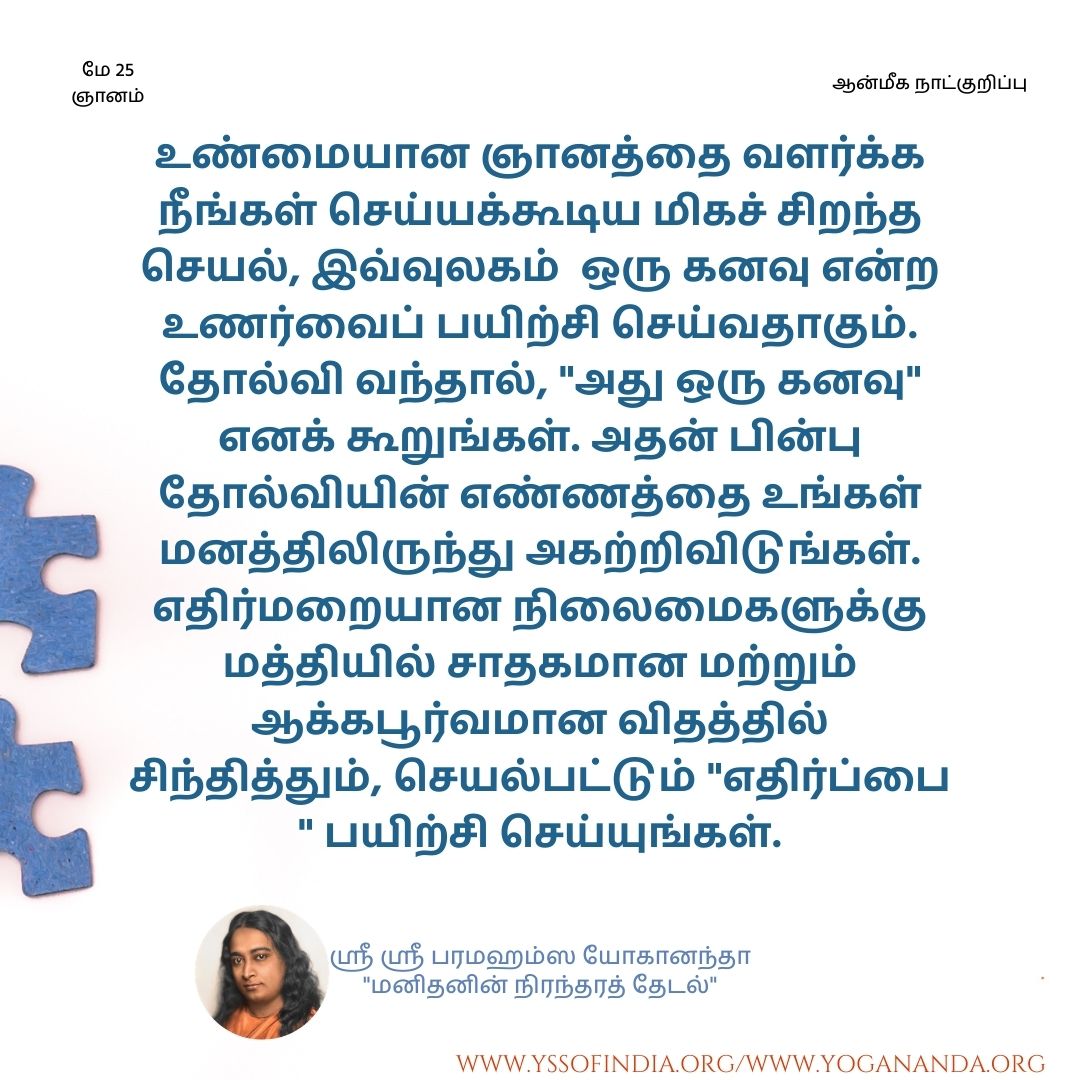 மே 25
ஞானம்
ஆன்மீக நாட்குறிப்பு
உண்மையான ஞானத்தை வளர்க்க
நீங்கள் செய்யக்கூடிய மிகச் சிறந்த
செயல், இவ்வுலகம் ஒரு கனவு என்ற
உணர்வைப் பயிற்சி செய்வதாகும்.
தோல்வி வந்தால், "அது ஒரு கனவு"
எனக் கூறுங்கள். அதன் பின்பு
தோல்வியின் எண்ணத்தை உங்கள்
மனத்திலிருந்து அகற்றிவிடுங்கள்.
எதிர்மறையான நிலைமைகளுக்கு
மத்தியில் சாதகமான மற்றும்
ஆக்கபூர்வமான விதத்தில்
சிந்தித்தும், செயல்பட்டும் "எதிர்ப்பை
" பயிற்சி செய்யுங்கள்.
ஸ்ரீ ஸ்ரீ பரமஹம்ஸ யோகானந்தா
"மனிதனின் நிரந்தரத் தேடல்"
WWW.YSSOFINDIA.ORG/WWW.YOGANANDA.ORG